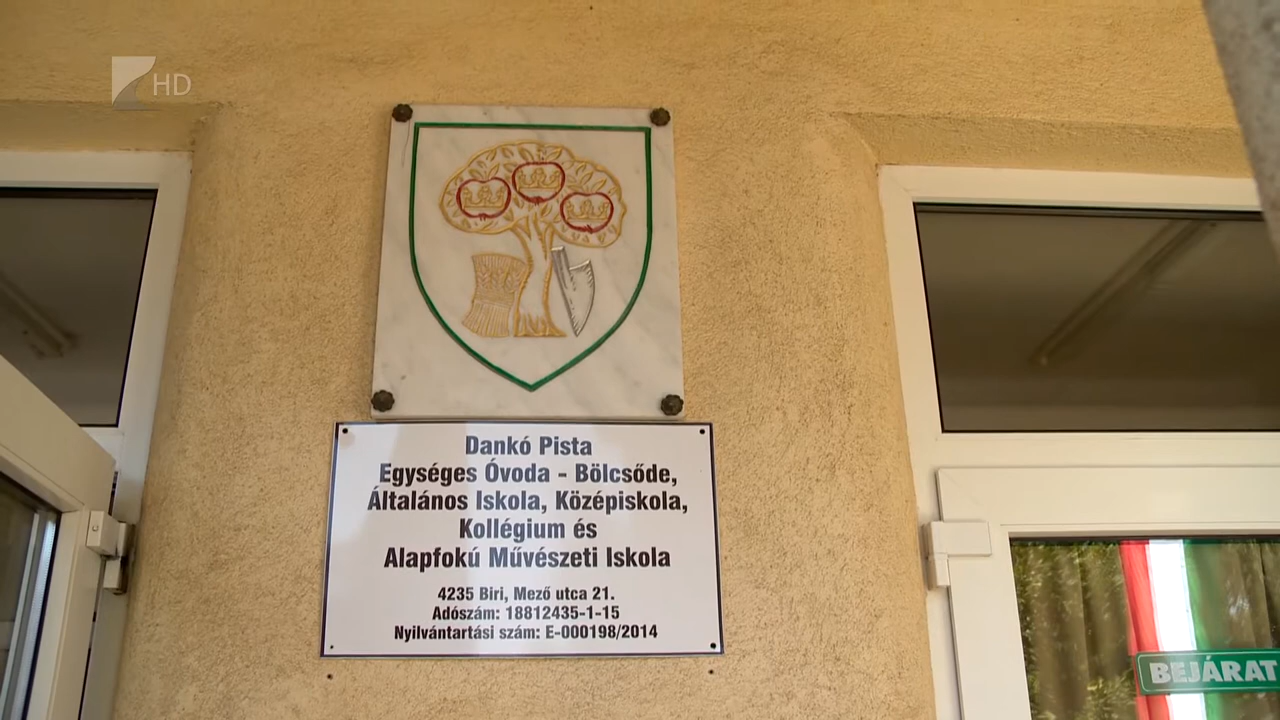 HD
Dankó Pista
Egységes Óvoda - Bölcsőde,
Általános Iskola, Középiskola,
Kollégium és
Alapfokú Művészeti Iskola
4235 Biri, Mező utca 21.
Adószám: 18812435-1-15
Nyilvántartási szám: E-000198/2014
BEJÁRAT